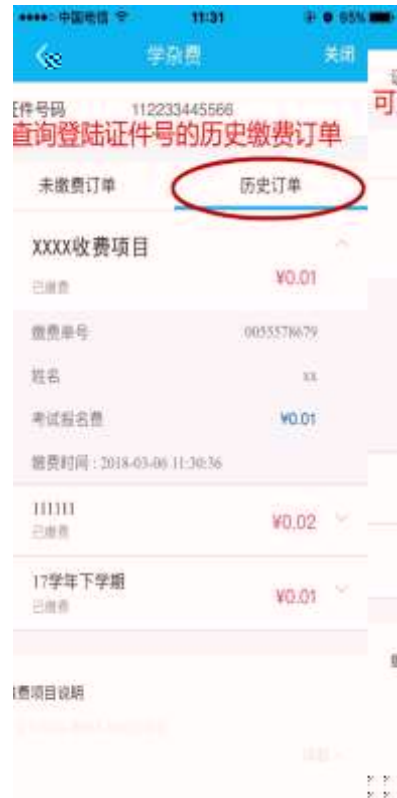 中国电信 11:31 65%
学杂费 关闭
证件号码 112233445566
查询登陆证件号的历史缴费订单
可
未缴费订单 历史订单
XXXX收费项目
已缴费 ¥0.01
缴费单号 0055578679
姓名 xx
考试报名费 ¥0.01
缴费时间 : 2018-03-06 11:30:36
111111
已缴费 ¥0.02
17学年下学期
已缴费 ¥0.01
缴费项目说明